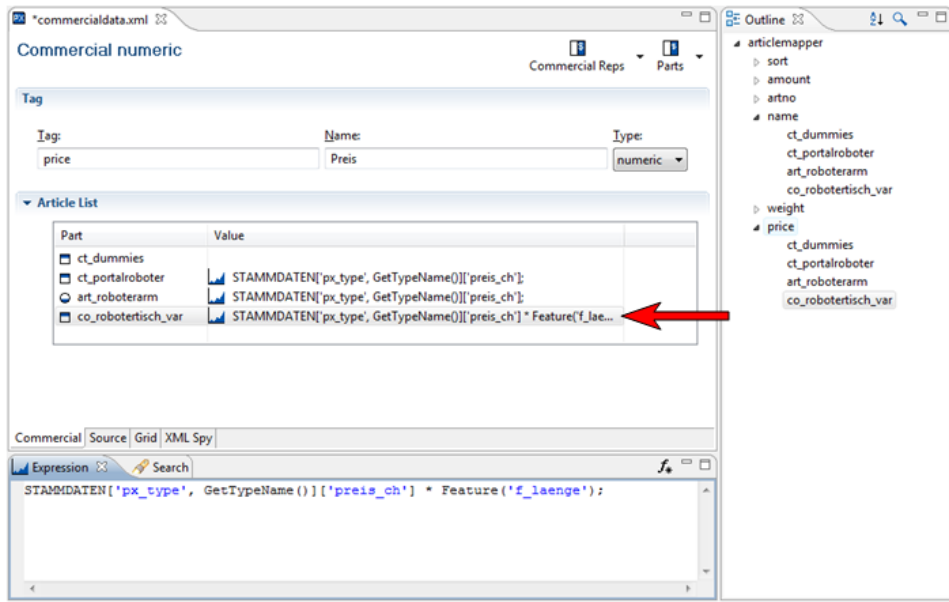 *commercialdata.xml
Commercial numeric
Commercial Reps
Parts
Tag
Tag:
Name:
Type:
price
Preis
numeric
Article List
Part
Value
ct_dummies
ct_portalroboter
STAMMDATEN['px_type', GetTypeName()]['preis_ch'];
art_roboterarm
STAMMDATEN['px_type', GetTypeName()]['preis_ch'];
co_robotertisch_var
STAMMDATEN['px_type', GetTypeName()]['preis_ch'] * Feature('f_lae...
Commercial Source Grid XML Spy
Expression
Search
STAMMDATEN['px_type', GetTypeName()]['preis_ch'] * Feature('f_laenge');
Outline
articlemapper
sort
amount
artno
name
ct_dummies
ct_portalroboter
art_roboterarm
co_robotertisch_var
weight
price
ct_dummies
ct_portalroboter
art_roboterarm
co_robotertisch_var